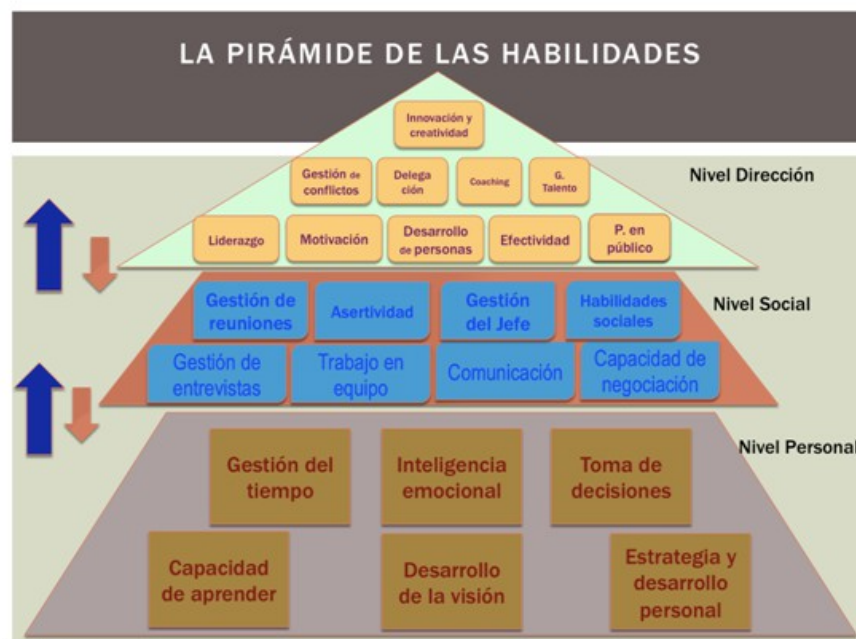 LA PIRÁMIDE DE LAS HABILIDADES
Innovación y
creatividad
Gestión de
conflictos
Delega
ción
Coaching
G.
Talento
Nivel Dirección
Liderazgo
Motivación
Desarrollo
de personas
Efectividad
P. en
público
Gestión de
reuniones
Asertividad
Gestión
del Jefe
Habilidades
sociales
Nivel Social
Gestión de
entrevistas
Trabajo en
equipo
Comunicación
Capacidad de
negociación
Nivel Personal
Gestión del
tiempo
Inteligencia
emocional
Toma de
decisiones
Capacidad
de aprender
Desarrollo
de la visión
Estrategia y
desarrollo
personal